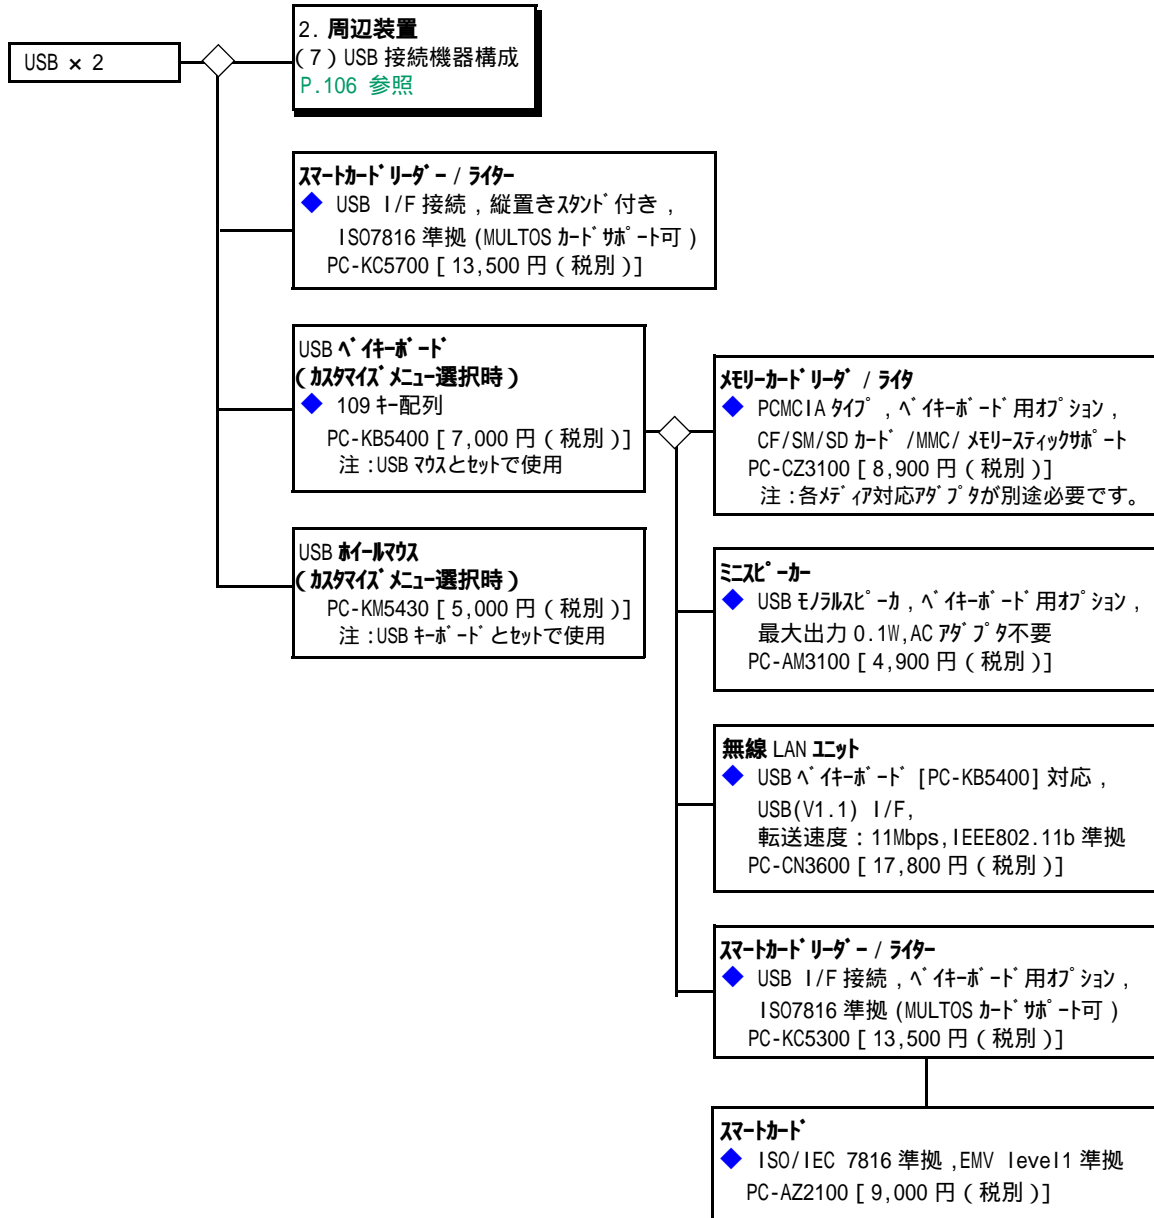 USB × 2
2. 周辺装置
(7) USB 接続機器構成
P.106 参照
ｽﾏｰﾄｶｰﾄﾞﾘｰﾀﾞｰ / ﾗｲﾀｰ
◆ USB I/F 接続 , 縦置きｽﾀﾝﾄﾞ付き ,
ISO7816 準拠 (MULTOS ｶｰﾄﾞｻﾎﾟｰﾄ可 )
PC-KC5700 [ 13,500 円 ( 税別 )]
USB ﾍﾞｲｷｰﾎﾞｰﾄﾞ
( ｶｽﾀﾏｲｽﾞﾒﾆｭｰ選択時 )
◆ 109 ｷｰ配列
PC-KB5400 [ 7,000 円 ( 税別 )]
注 :USB ﾏｳｽとｾｯﾄで使用
USB ﾎｲｰﾙﾏｳｽ
( ｶｽﾀﾏｲｽﾞﾒﾆｭｰ選択時 )
PC-KM5430 [ 5,000 円 ( 税別 )]
注 :USB ｷｰﾎﾞｰﾄﾞとｾｯﾄで使用
ﾒﾓﾘｰｶｰﾄﾞﾘｰﾀﾞ / ﾗｲﾀ
◆ PCMCIA ﾀｲﾌﾟ , ﾍﾞｲｷｰﾎﾞｰﾄﾞ用ｵﾌﾟｼｮﾝ ,
CF/SM/SD ｶｰﾄﾞ /MMC/ ﾒﾓﾘｰｽﾃｨｯｸｻﾎﾟｰﾄ
PC-CZ3100 [ 8,900 円 ( 税別 )]
注 : 各ﾒﾃﾞｨｱ対応ｱﾀﾞﾌﾟﾀが別途必要です。
ﾐﾆｽﾋﾟｰｶｰ
◆ USB ﾓﾉﾗﾙｽﾋﾟｰｶ , ﾍﾞｲｷｰﾎﾞｰﾄﾞ用ｵﾌﾟｼｮﾝ ,
最大出力 0.1W,AC ｱﾀﾞﾌﾟﾀ不要
PC-AM3100 [ 4,900 円 ( 税別 )]
無線 LAN ﾕﾆｯﾄ
◆ USB ﾍﾞｲｷｰﾎﾞｰﾄﾞ [PC-KB5400] 対応 ,
USB(V1.1) I/F,
転送速度 : 11Mbps,IEEE802.11b 準拠
PC-CN3600 [ 17,800 円 ( 税別 )]
ｽﾏｰﾄｶｰﾄﾞﾘｰﾀﾞｰ / ﾗｲﾀｰ
◆ USB I/F 接続 , ﾍﾞｲｷｰﾎﾞｰﾄﾞ用ｵﾌﾟｼｮﾝ ,
ISO7816 準拠 (MULTOS ｶｰﾄﾞｻﾎﾟｰﾄ可 )
PC-KC5300 [ 13,500 円 ( 税別 )]
ｽﾏｰﾄｶｰﾄﾞ
◆ ISO/IEC 7816 準拠 ,EMV level1 準拠
PC-AZ2100 [ 9,000 円 ( 税別 )]